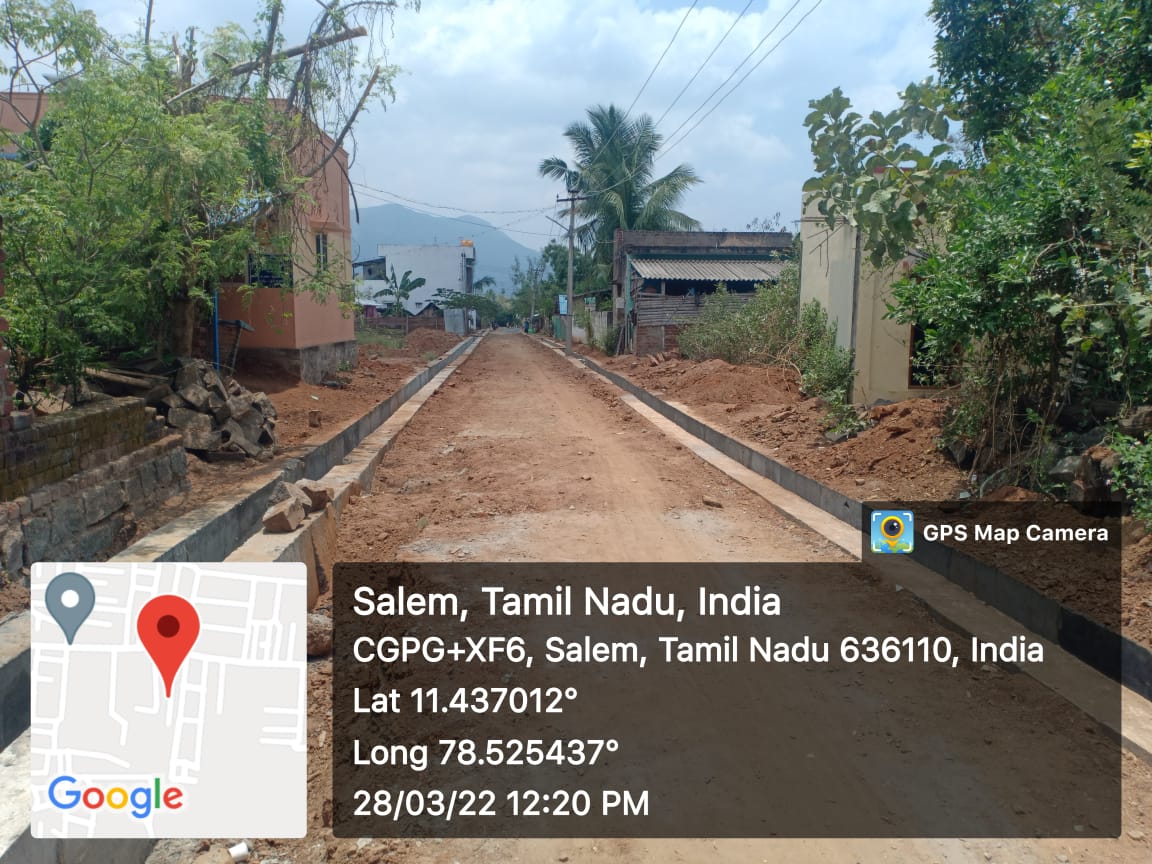 GPS Map Camera
Salem, Tamil Nadu, India
CGPG+XF6, Salem, Tamil Nadu 636110, India
Lat 11.437012°
Long 78.525437°
28/03/22 12:20 PM
Google